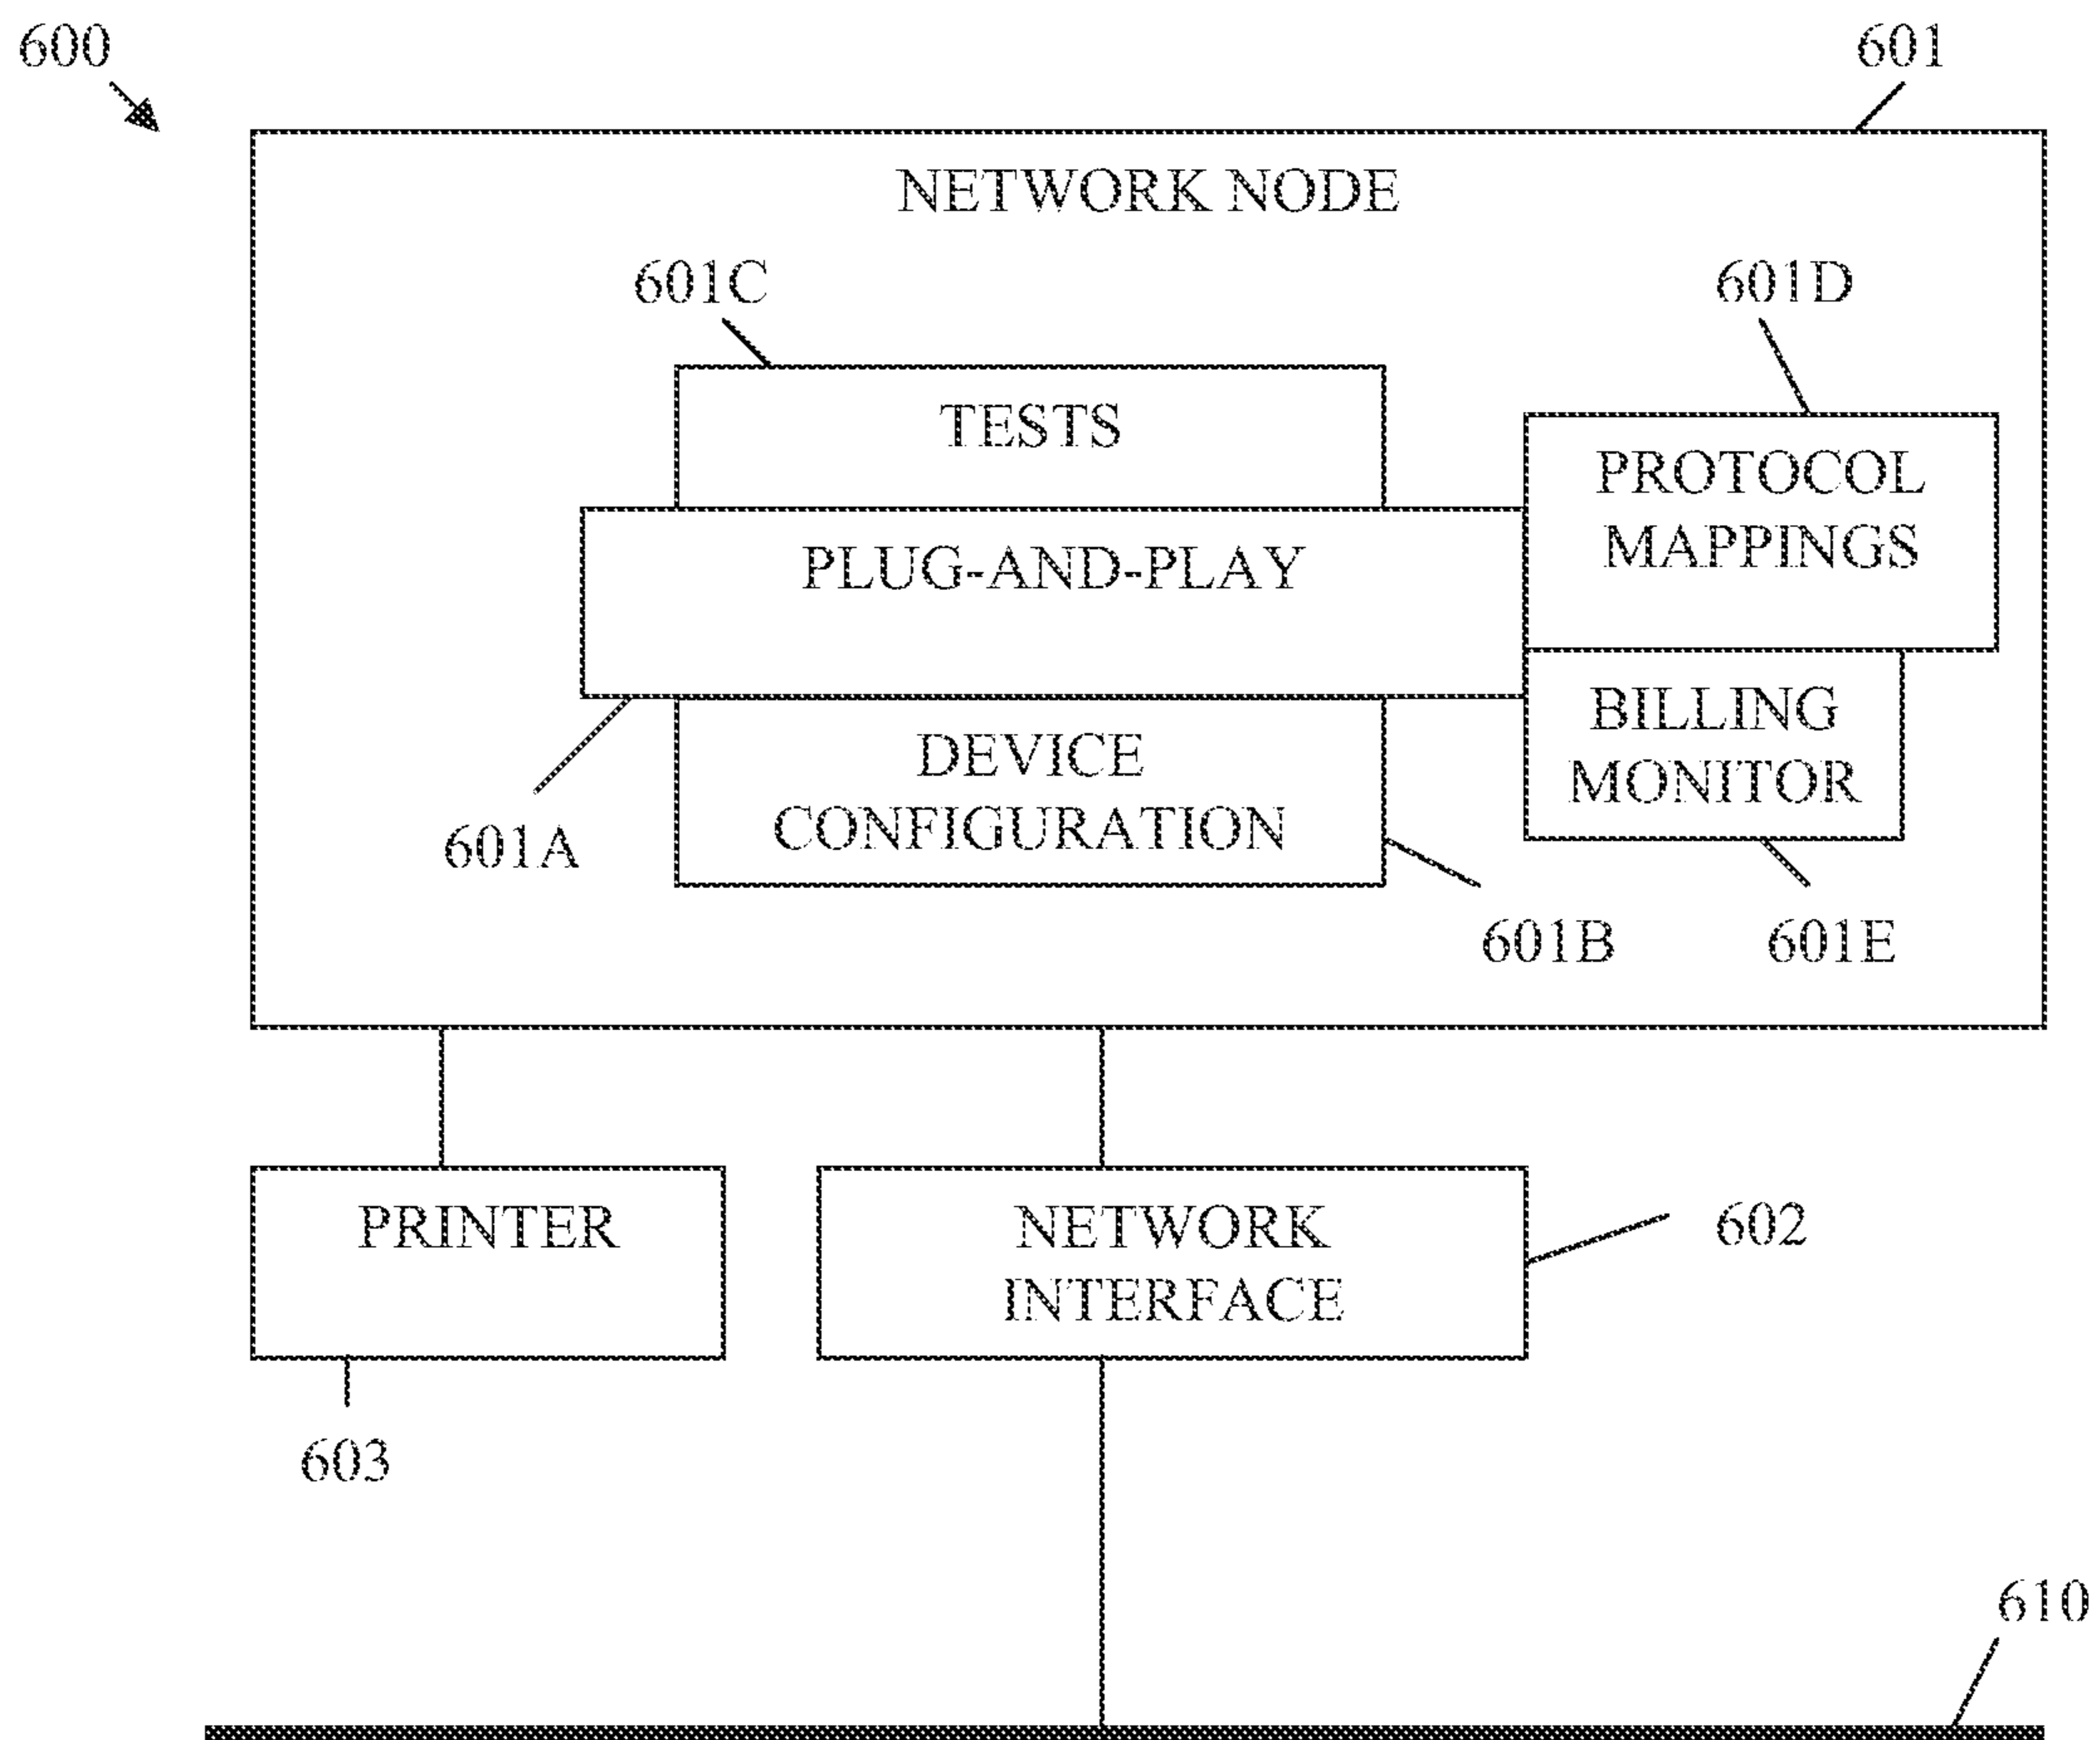 600
601
NETWORK NODE
601C
601D
TESTS
PROTOCOL
MAPPINGS
PLUG-AND-PLAY
BILLING
MONITOR
DEVICE
CONFIGURATION
601A
601B
601E
PRINTER
NETWORK
INTERFACE
602
603
610